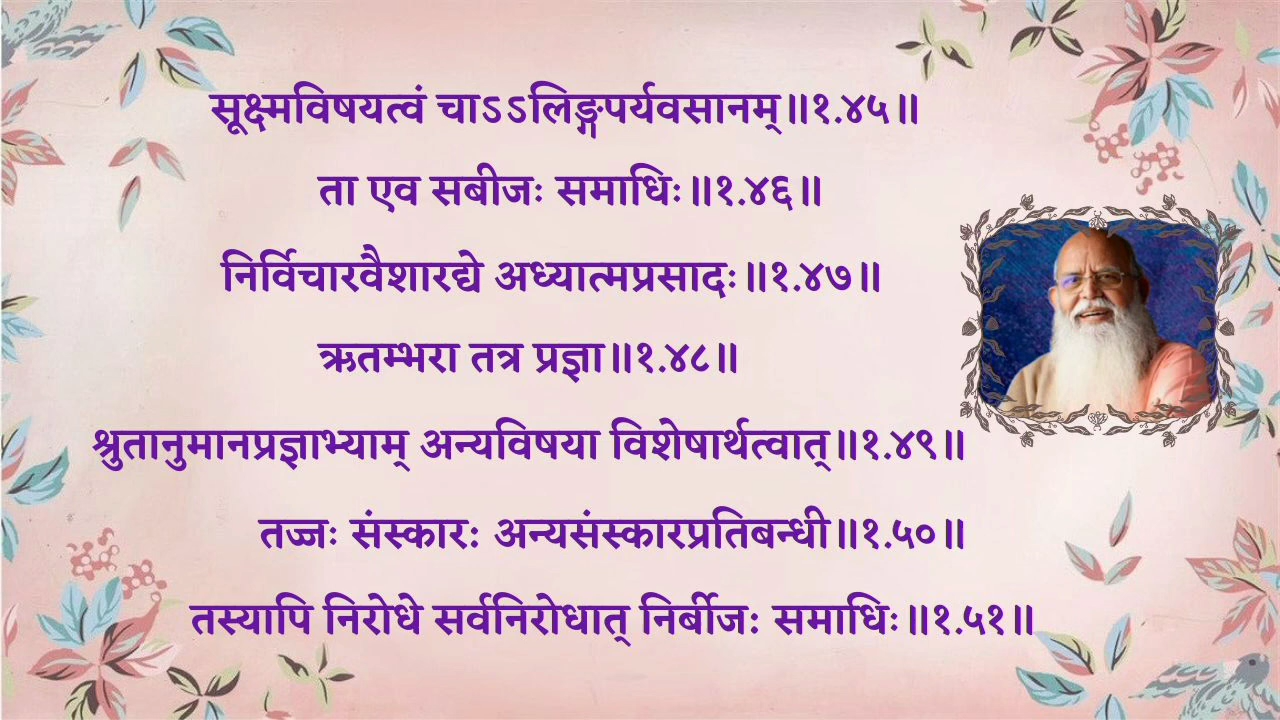 सूक्ष्मविषयत्वं चाऽऽलिङ्गपर्यवसानम्॥१.४५॥
ता एव सबीजः समाधिः॥१.४६॥
निर्विचारवैशारद्ये अध्यात्मप्रसादः॥१.४७॥
ऋतम्भरा तत्र प्रज्ञा॥१.४८॥
श्रुतानुमानप्रज्ञाभ्याम् अन्यविषया विशेषार्थत्वात्॥१.४९॥
तज्जः संस्कार: अन्यसंस्कारप्रतिबन्धी॥१.५०॥
तस्यापि निरोधे सर्वनिरोधात् निर्बीज: समाधिः॥१.५१॥